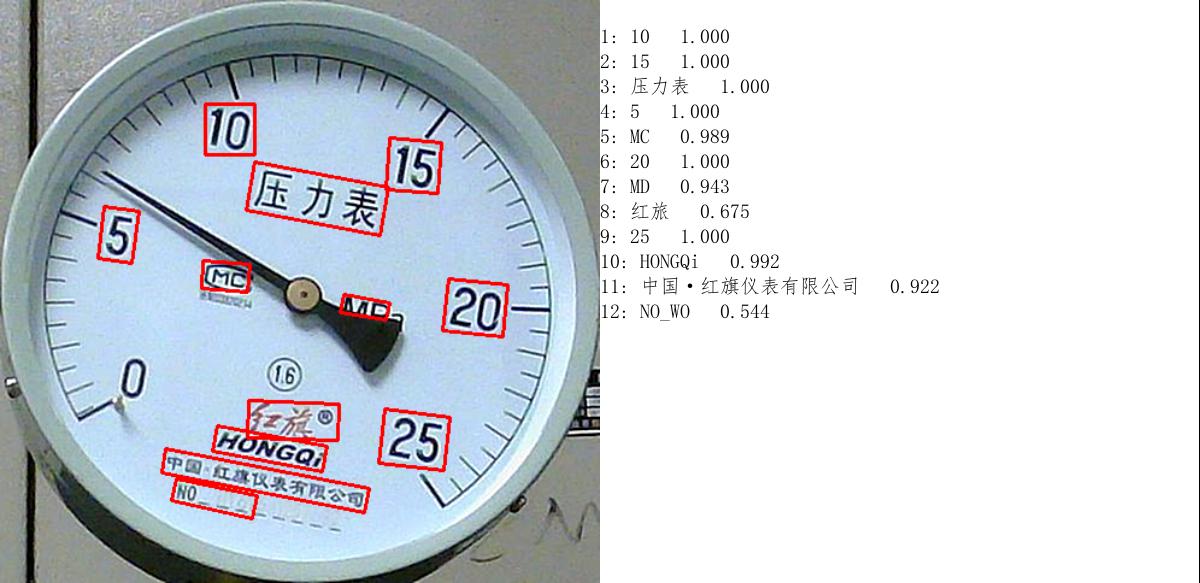 10
15
压力表
5
MC
20
MPa
0
1.6
红旗®
25
HONGQi
中国·红旗仪表有限公司
NO_
1: 10 1.000
2: 15 1.000
3: 压力表 1.000
4: 5 1.000
5: MC 0.989
6: 20 1.000
7: MD 0.943
8: 红旅 0.675
9: 25 1.000
10: HONGQi 0.992
11: 中国·红旗仪表有限公司 0.922
12: NO_WO 0.544